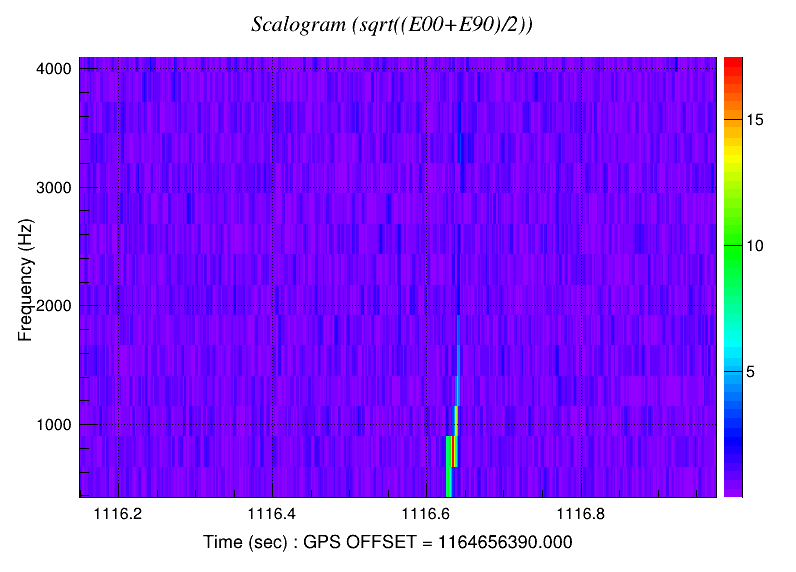 Scalogram (sqrt((E00+E90)/2))
4000
3000
2000
1000
Frequency (Hz)
15
10
5
1116.2 1116.4 1116.6 1116.8
Time (sec) : GPS OFFSET = 1164656390.000